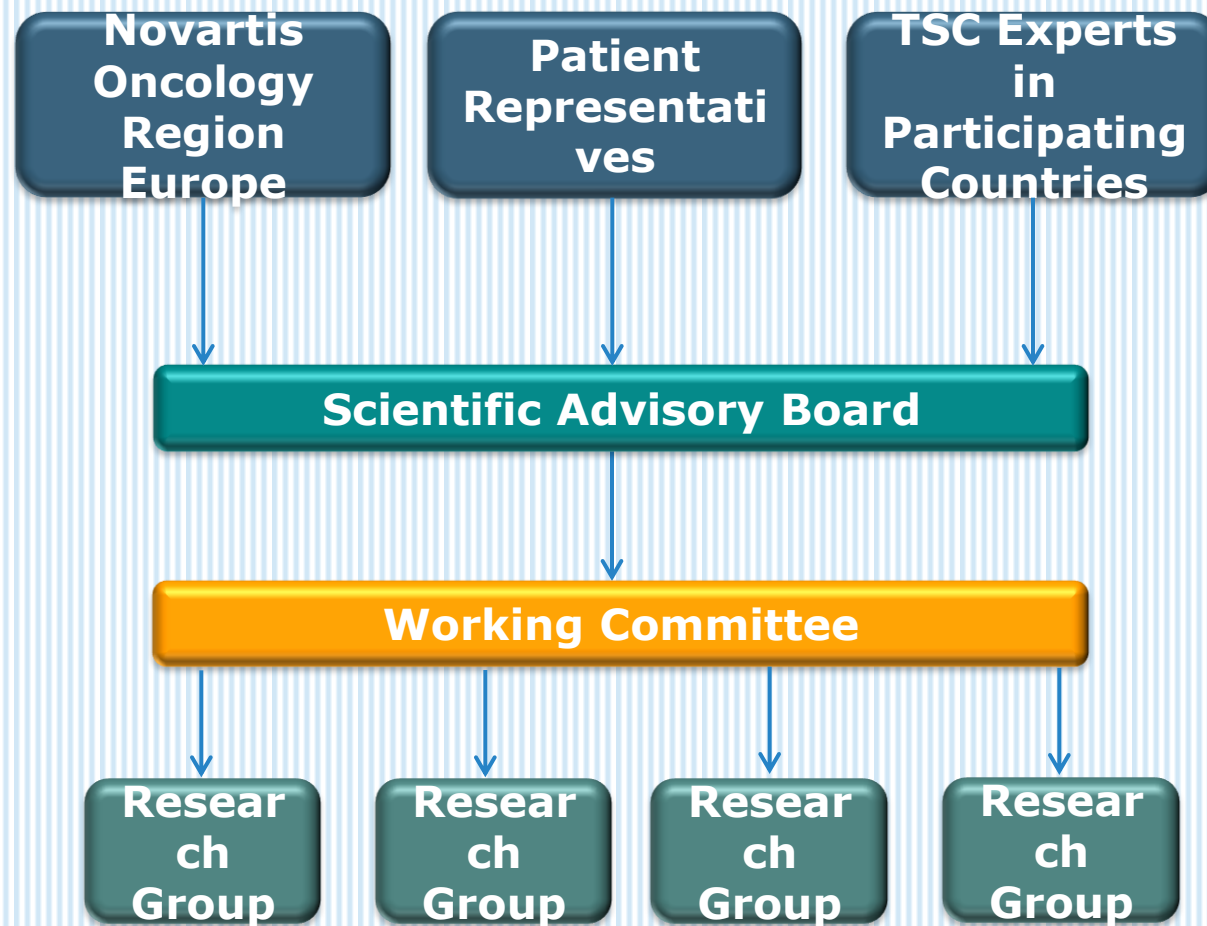 Novartis
Oncology
Region
Europe
Patient
Representati
ves
TSC Experts
in
Participating
Countries
Scientific Advisory Board
Working Committee
Resear
ch
Group
Resear
ch
Group
Resear
ch
Group
Resear
ch
Group